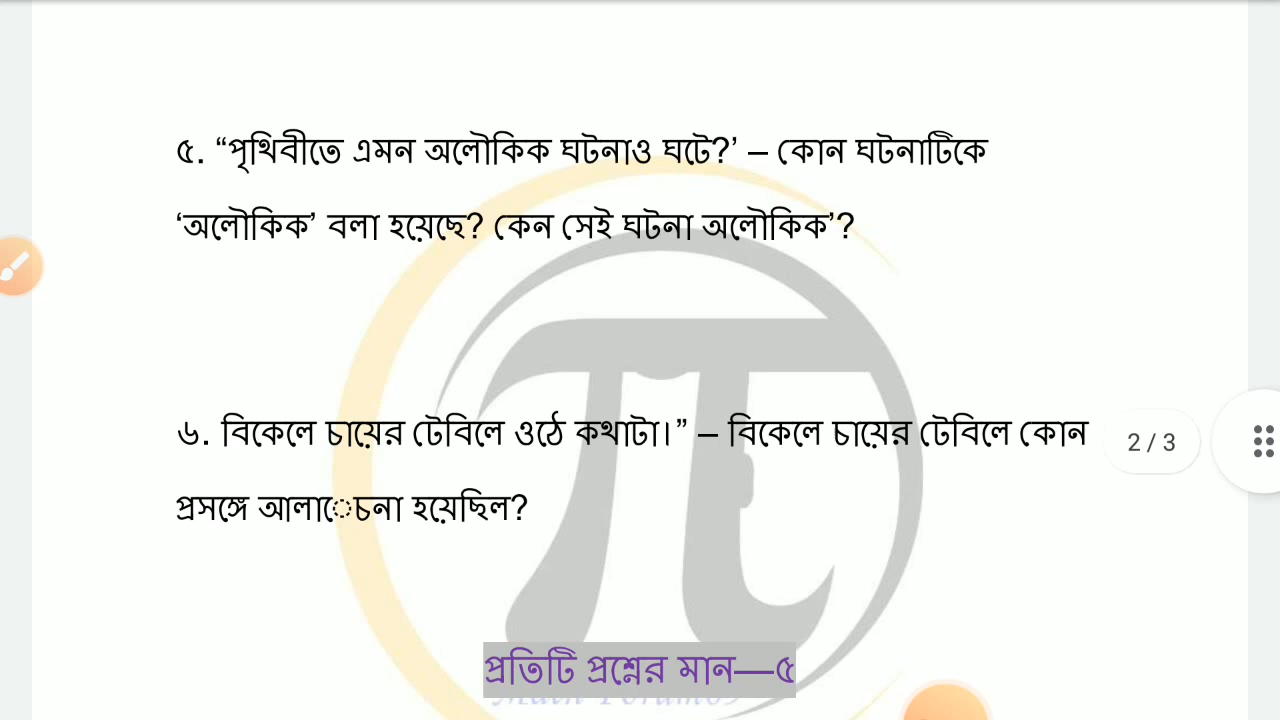 ৫. “পৃথিবীতে এমন অলৌকিক ঘটনাও ঘটে?’ – কোন ঘটনাটিকে
‘অলৌকিক’ বলা হয়েছে? কেন সেই ঘটনা অলৌকিক’?
৬. বিকেলে চায়ের টেবিলে ওঠে কথাটা।” – বিকেলে চায়ের টেবিলে কোন
2 / 3
প্রসঙ্গে আলােচনা হয়েছিল?
প্রতিটি প্রশ্নের মান—৫